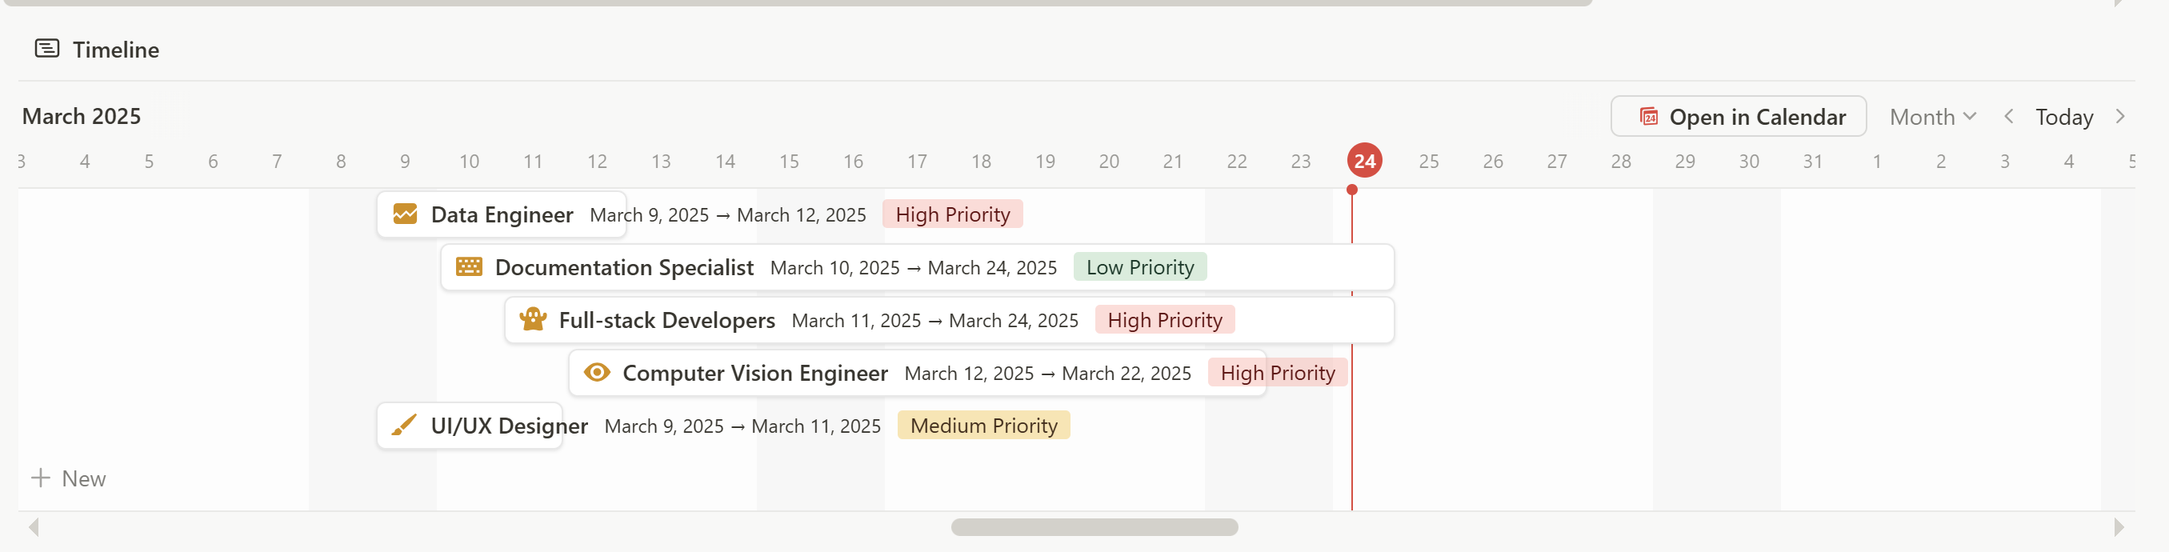 Timeline
March 2025
Open in Calendar Month Today
3 4 5 6 7 8 9 10 11 12 13 14 15 16 17 18 19 20 21 22 23 24 25 26 27 28 29 30 31 1 2 3 4 5
Data Engineer March 9, 2025 → March 12, 2025 High Priority
Documentation Specialist March 10, 2025 → March 24, 2025 Low Priority
Full-stack Developers March 11, 2025 → March 24, 2025 High Priority
Computer Vision Engineer March 12, 2025 → March 22, 2025 High Priority
UI/UX Designer March 9, 2025 → March 11, 2025 Medium Priority
+ New